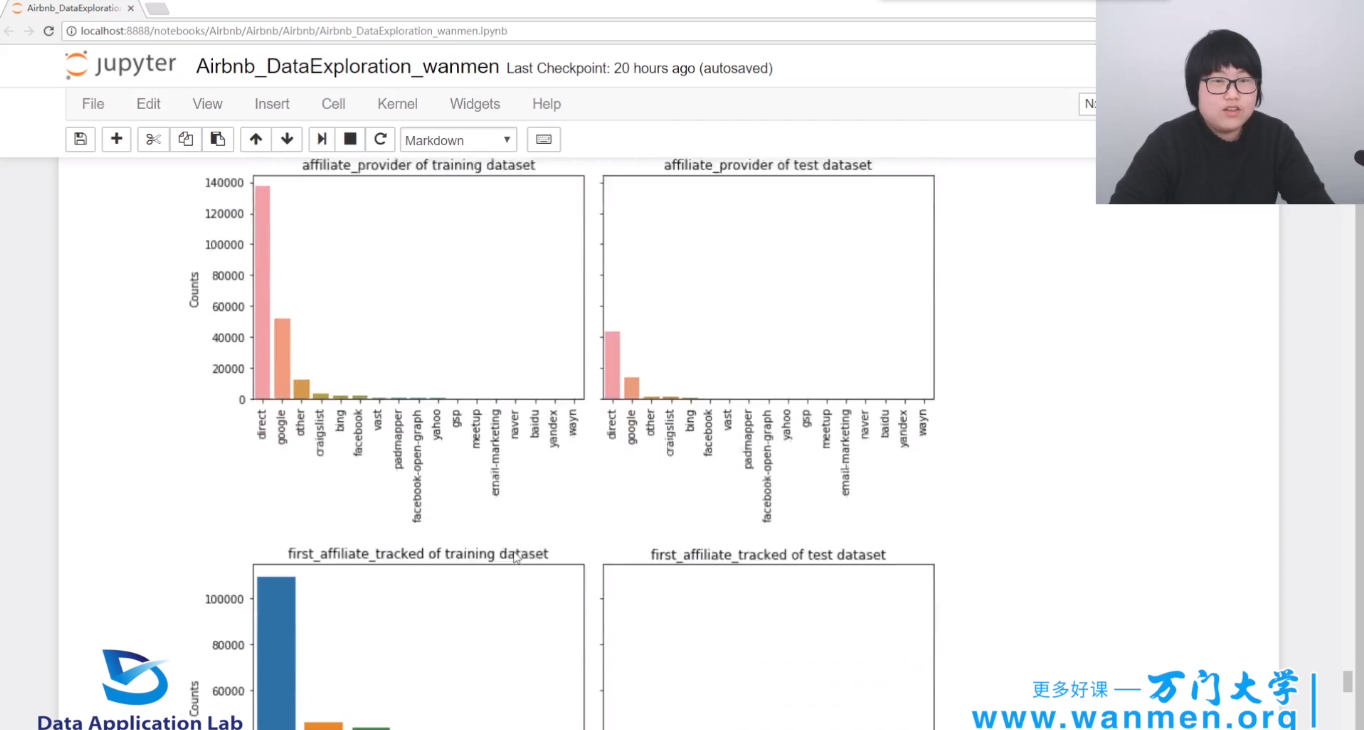 Airbnb_DataExploratio
localhost:8888/notebooks/Airbnb/Airbnb/Airbnb/Airbnb_DataExploration_wanmen.ipynb
jupyter Airbnb_DataExploration_wanmen Last Checkpoint: 20 hours ago (autosaved)
File Edit View Insert Cell Kernel Widgets Help
Markdown
affiliate_provider of training dataset
140000
120000
100000
80000
60000
40000
20000
0
Counts
direct
google
other
craigslist
bing
facebook
vast
padmapper
facebook-open-graph
yahoo
gsp
meetup
email-marketing
naver
baidu
yandex
wayn
affiliate_provider of test dataset
direct
google
other
craigslist
bing
facebook
vast
padmapper
facebook-open-graph
yahoo
gsp
meetup
email-marketing
naver
baidu
yandex
wayn
first_affiliate_tracked of training dataset
100000
80000
60000
Counts
first_affiliate_tracked of test dataset
Data Application Lab
更多好课 — 万门大学
www.wanmen.org